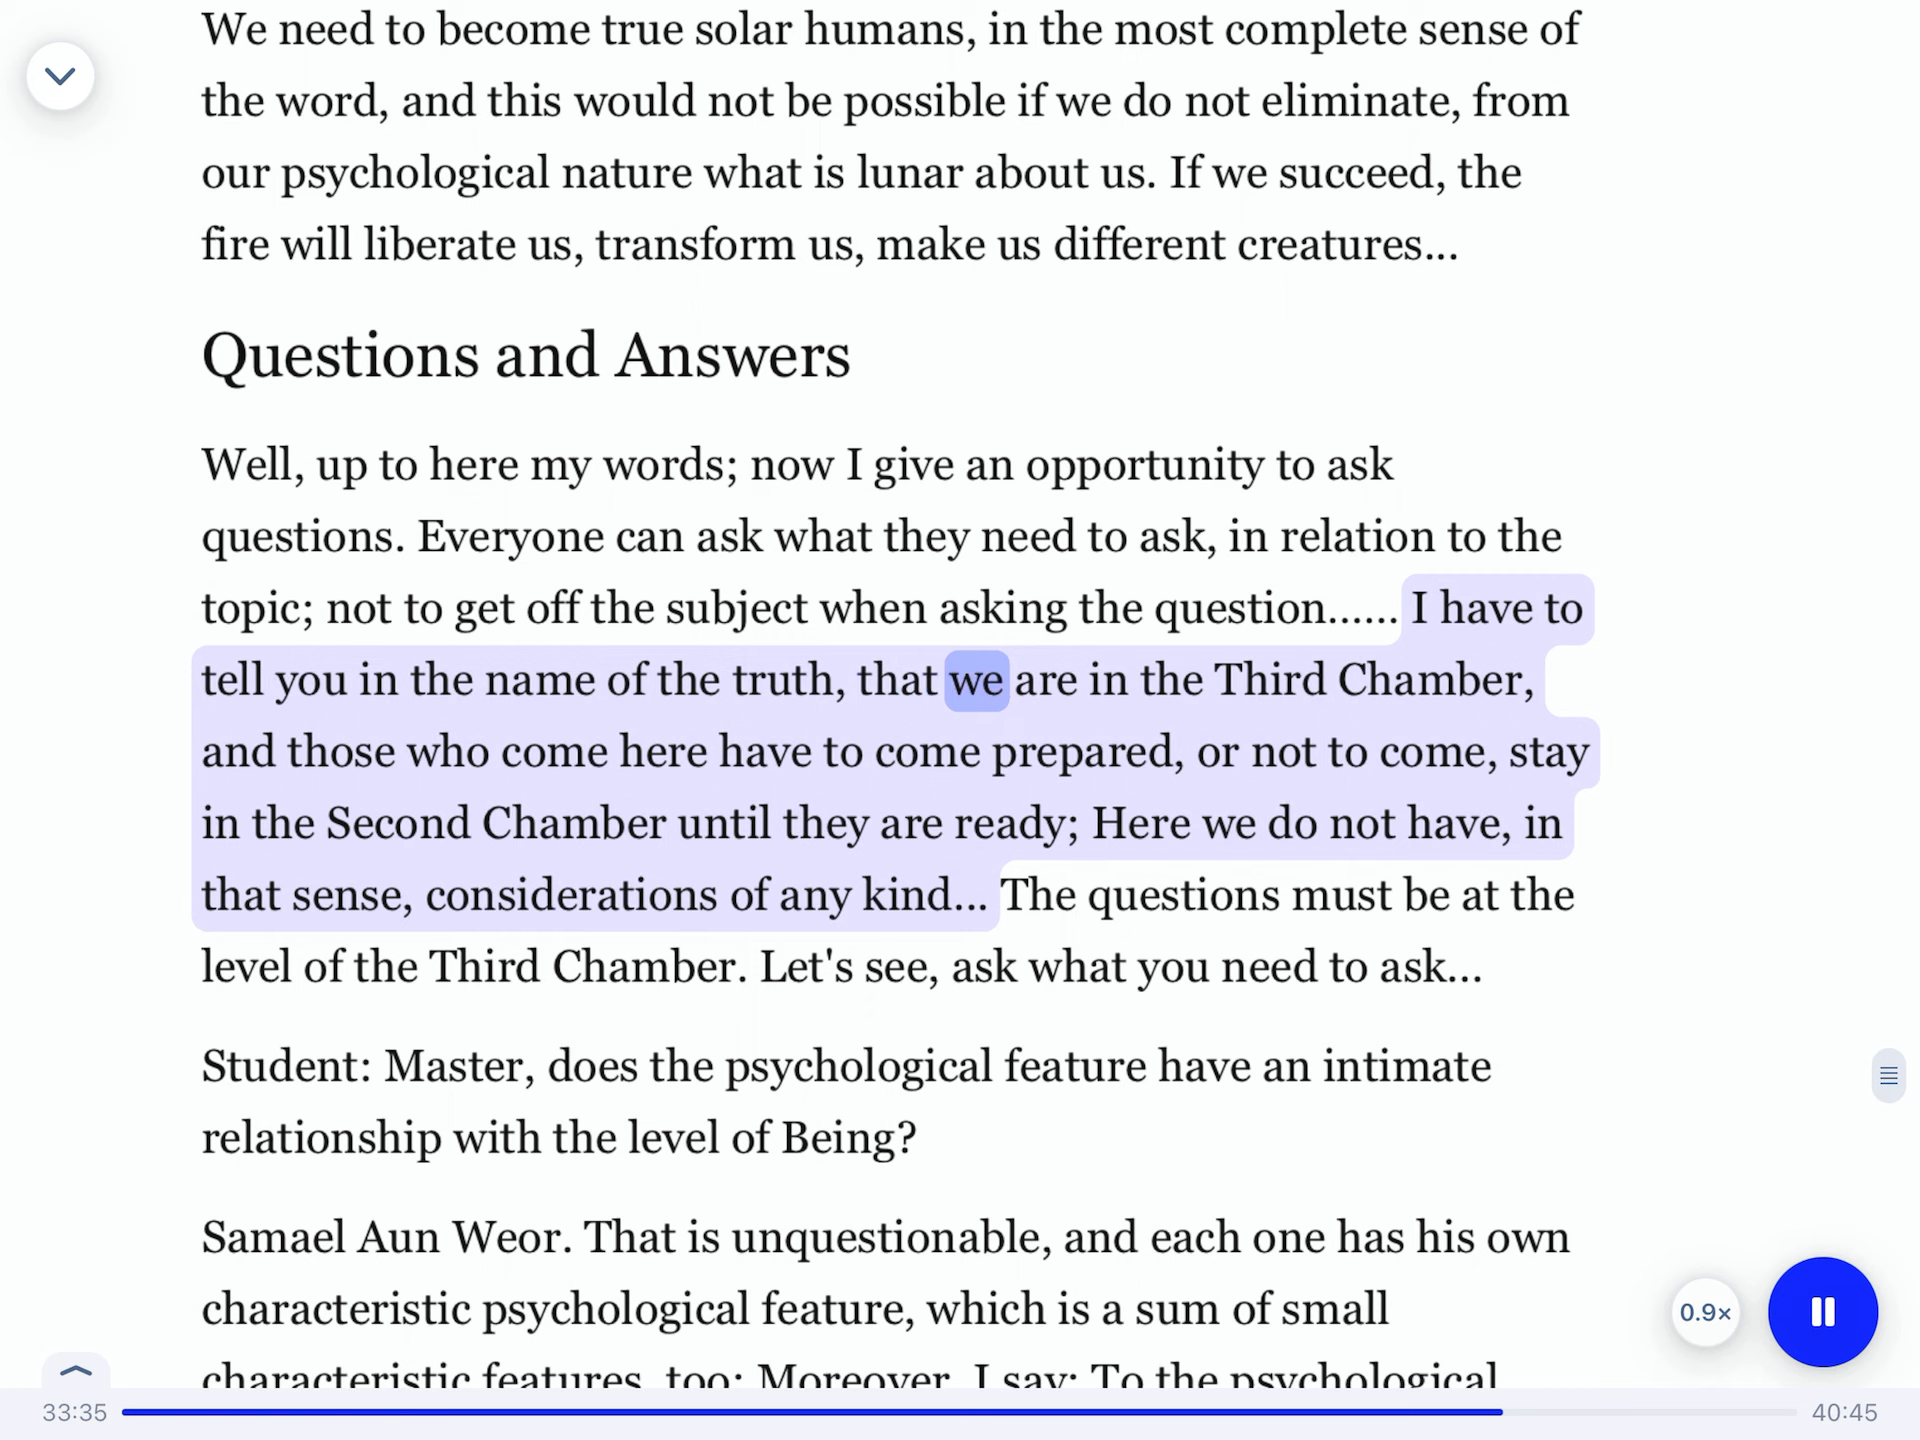 We need to become true solar humans, in the most complete sense of
the word, and this would not be possible if we do not eliminate, from
our psychological nature what is lunar about us. If we succeed, the
fire will liberate us, transform us, make us different creatures...
Questions and Answers
Well, up to here my words; now I give an opportunity to ask
questions. Everyone can ask what they need to ask, in relation to the
topic; not to get off the subject when asking the question...... I have to
tell you in the name of the truth, that we are in the Third Chamber,
and those who come here have to come prepared, or not to come, stay
in the Second Chamber until they are ready; Here we do not have, in
that sense, considerations of any kind... The questions must be at the
level of the Third Chamber. Let's see, ask what you need to ask...
Student: Master, does the psychological feature have an intimate
relationship with the level of Being?
Samael Aun Weor. That is unquestionable, and each one has his own
characteristic psychological feature, which is a sum of small
characteristic features, too; Moreover, I say: To the psychological
0.9×
33:35
40:45